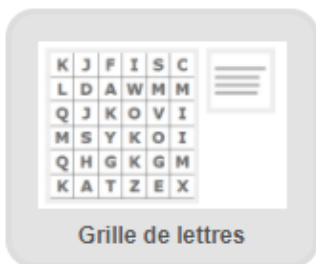 K J F I S C
L D A W M M
Q J K O V I
M S Y K O I
Q H G K G M
K A T Z E X
Grille de lettres